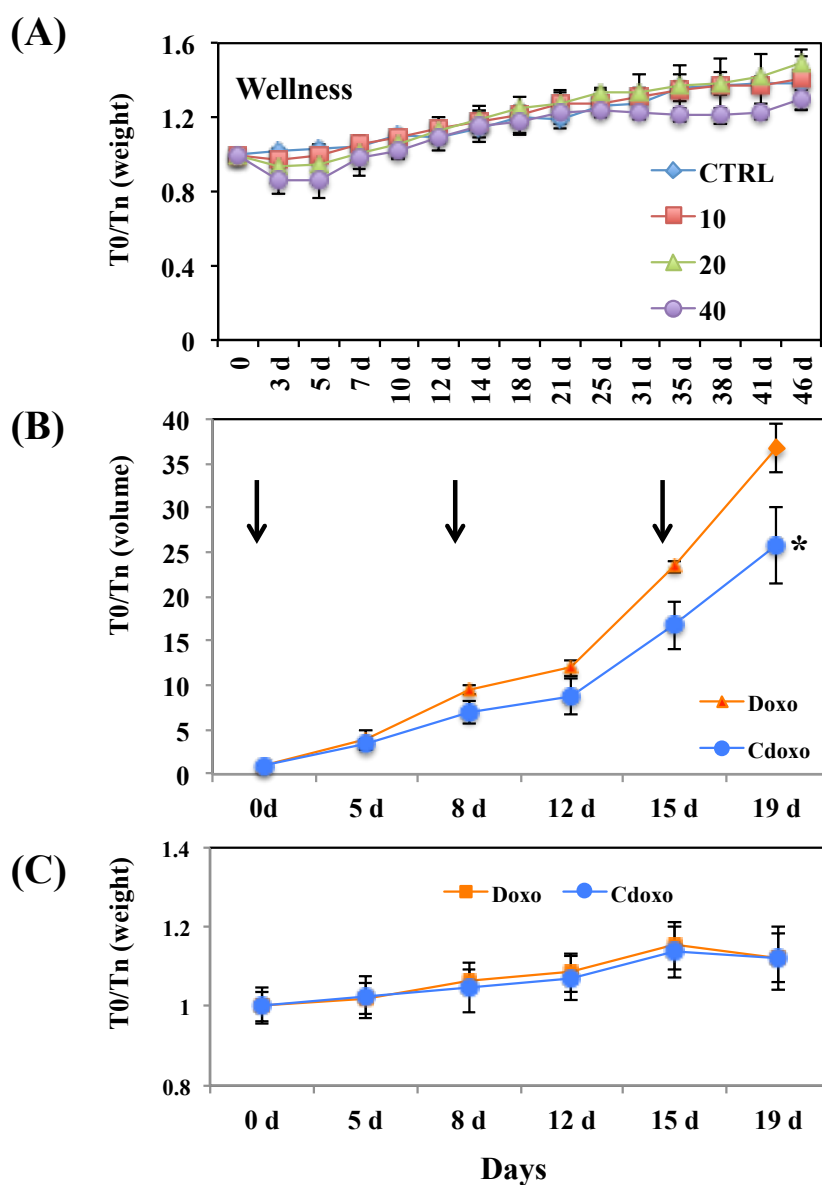 (A)
T0/Tn (weight)
1.6
1.2
0.8
0.4
0
Wellness
CTRL
10
20
40
0 3 d 5 d 7 d 10 d 12 d 14 d 18 d 21 d 25 d 31 d 35 d 38 d 41 d 46 d
(B)
T0/Tn (volume)
40
35
30
25
20
15
10
5
0
*
Doxo
Cdoxo
0d 5 d 8 d 12 d 15 d 19 d
(C)
T0/Tn (weight)
1.4
1.2
1
0.8
Doxo Cdoxo
0 d 5 d 8 d 12 d 15 d 19 d
Days